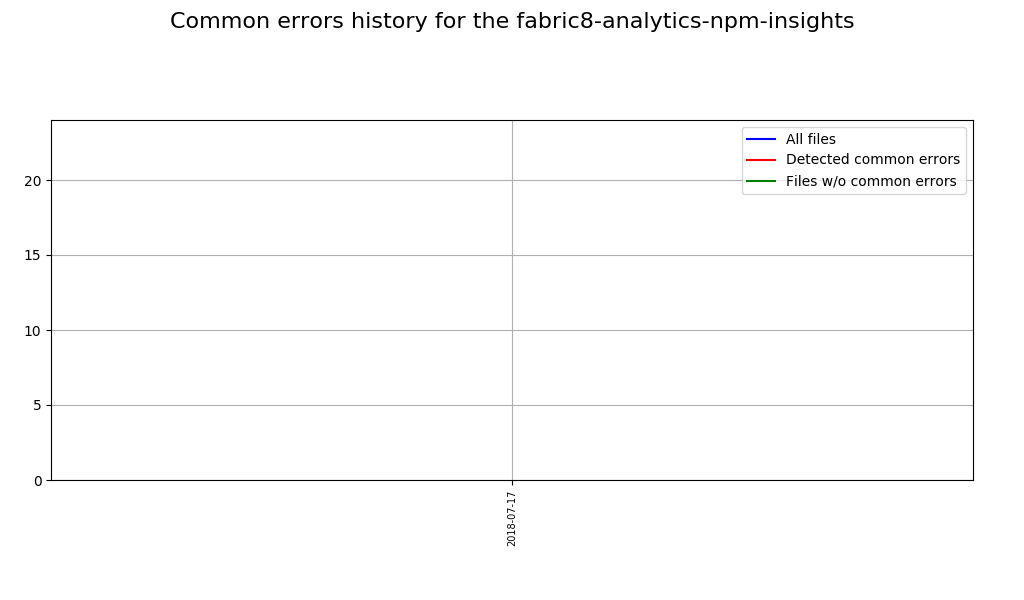 Common errors history for the fabric8-analytics-npm-insights
All files
Detected common errors
Files w/o common errors
20
15
10
5
0
2018-07-17